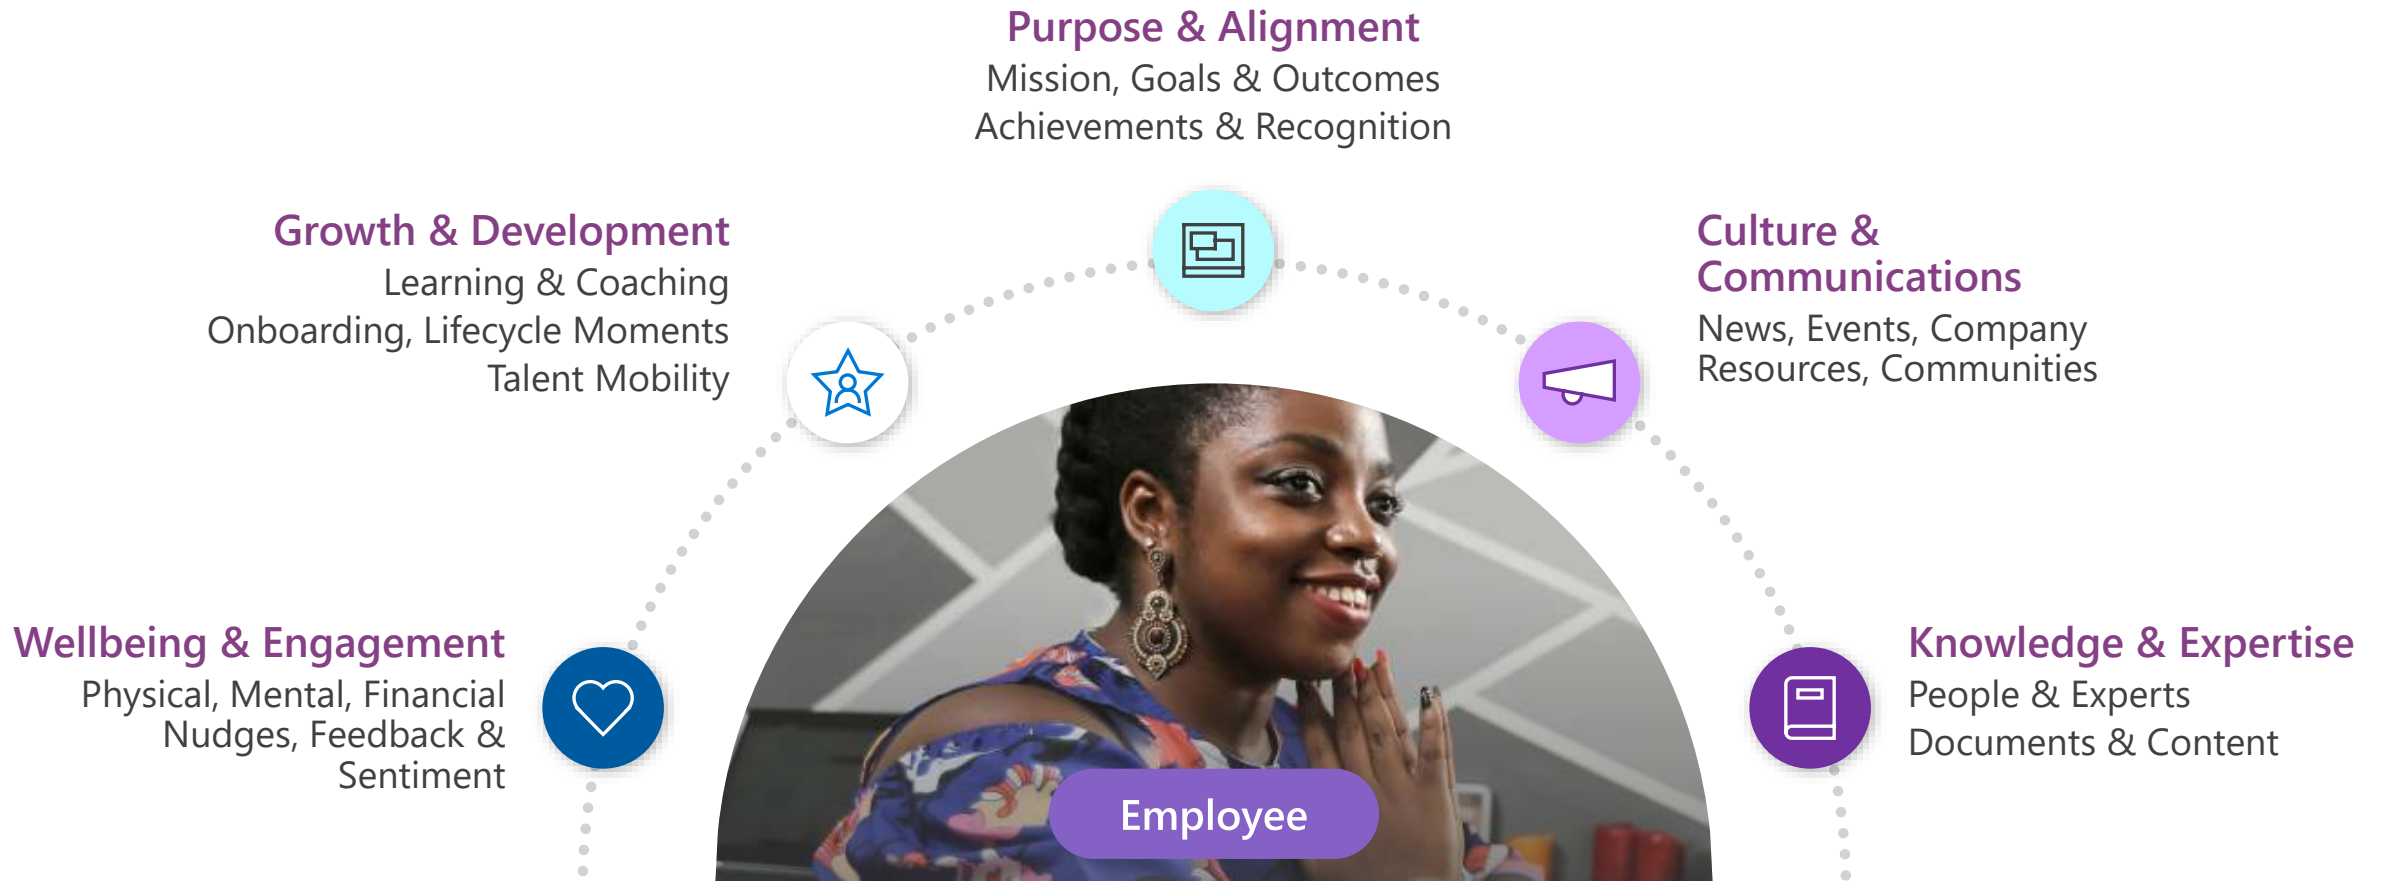 Purpose & Alignment
Mission, Goals & Outcomes
Achievements & Recognition
Growth & Development
Learning & Coaching
Onboarding, Lifecycle Moments
Talent Mobility
Culture &
Communications
News, Events, Company
Resources, Communities
Wellbeing & Engagement
Physical, Mental, Financial
Nudges, Feedback &
Sentiment
Knowledge & Expertise
People & Experts
Documents & Content
Employee